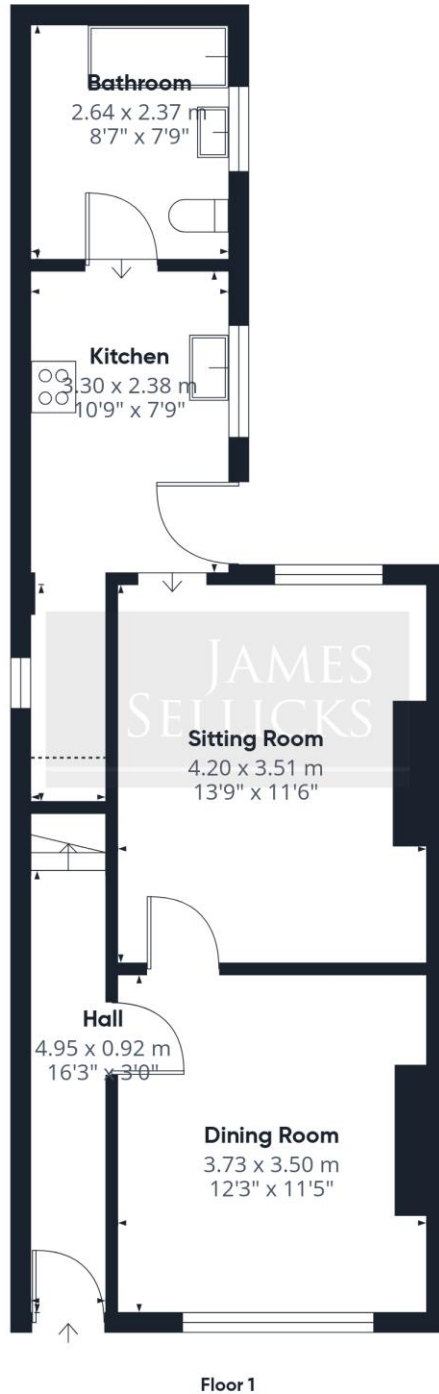 Bathroom
2.64 x 2.37 m
8'7" x 7'9"
Kitchen
3.30 x 2.38 m
10'9" x 7'9"
JAMES
SELLICKS
Sitting Room
4.20 x 3.51 m
13'9" x 11'6"
Hall
4.95 x 0.92 m
16'3" x 3'0"
Dining Room
3.73 x 3.50 m
12'3" x 11'5"
Floor 1